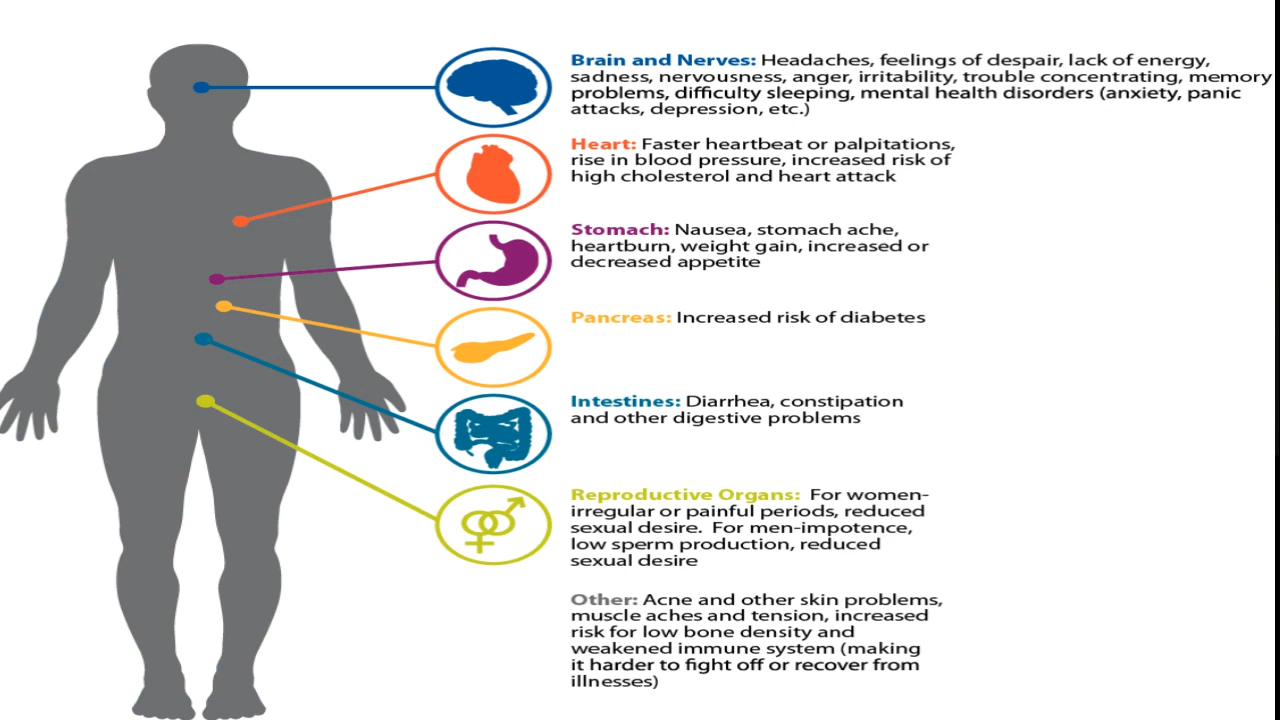 Brain and Nerves: Headaches, feelings of despair, lack of energy,
sadness, nervousness, anger, irritability, trouble concentrating, memory
problems, difficulty sleeping, mental health disorders (anxiety, panic
attacks, depression, etc.)
Heart: Faster heartbeat or palpitations,
rise in blood pressure, increased risk of
high cholesterol and heart attack
Stomach: Nausea, stomach ache,
heartburn, weight gain, increased or
decreased appetite
Pancreas: Increased risk of diabetes
Intestines: Diarrhea, constipation
and other digestive problems
Reproductive Organs: For women-
irregular or painful periods, reduced
sexual desire. For men-impotence,
low sperm production, reduced
sexual desire
Other: Acne and other skin problems,
muscle aches and tension, increased
risk for low bone density and
weakened immune system (making
it harder to fight off or recover from
illnesses)